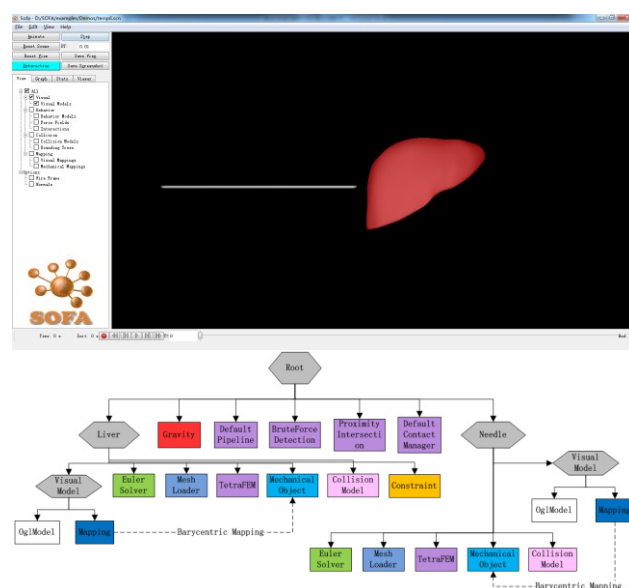 Sofa - D:/SOFA/examples/Demos/temp6.scn
File Edit View Help
Animate Step
Reset Scene DT: 0.01
Reset View Save View
Interaction Save Screenshot
View Graph Stats Viewer
All
Visual
Visual Models
Behavior
Behavior Models
Force Fields
Interactions
Collision
Collision Models
Bounding Trees
Mapping
Visual Mappings
Mechanical Mappings
Options
Wire Frame
Normals
SOFA
Time: 0 s Init: 0 s
End:
Root
Liver
Gravity
Default Pipeline
BruteForce Detection
Proximity Intersecti on
Default Contact Manager
Needle
Visual Model
Euler Solver
Mesh Loader
TetraFEM
Mechanical Object
Collision Model
Constraint
Visual Model
OglModel
Mapping
Barycentric Mapping
OglModel
Mapping
Euler Solver
Mesh Loader
TetraFEM
Mechanical Object
Collision Model
Barycentric Mapping